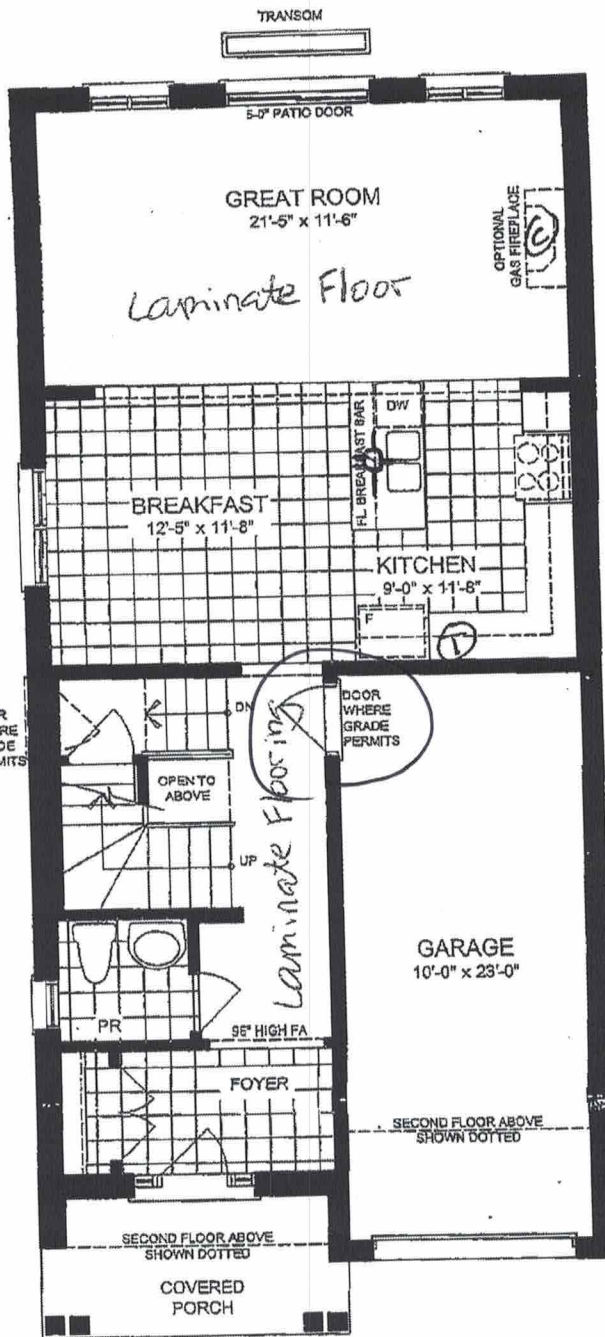 TRANSOM
5-0" PATIO DOOR
GREAT ROOM
21'-5" x 11'-6"
OPTIONAL
GAS FIREPLACE
Laminate Floor
FL BREAKFAST BAR
DW
BREAKFAST
12'-5" x 11'-8"
KITCHEN
9'-0" x 11'-8"
F
DN
DOOR
WHERE
GRADE
PERMITS
OPEN TO
ABOVE
UP
Laminate Flooring
GARAGE
10'-0" x 23'-0"
PR
FOYER
SECOND FLOOR ABOVE
SHOWN DOTTED
SECOND FLOOR ABOVE
SHOWN DOTTED
COVERED
PORCH